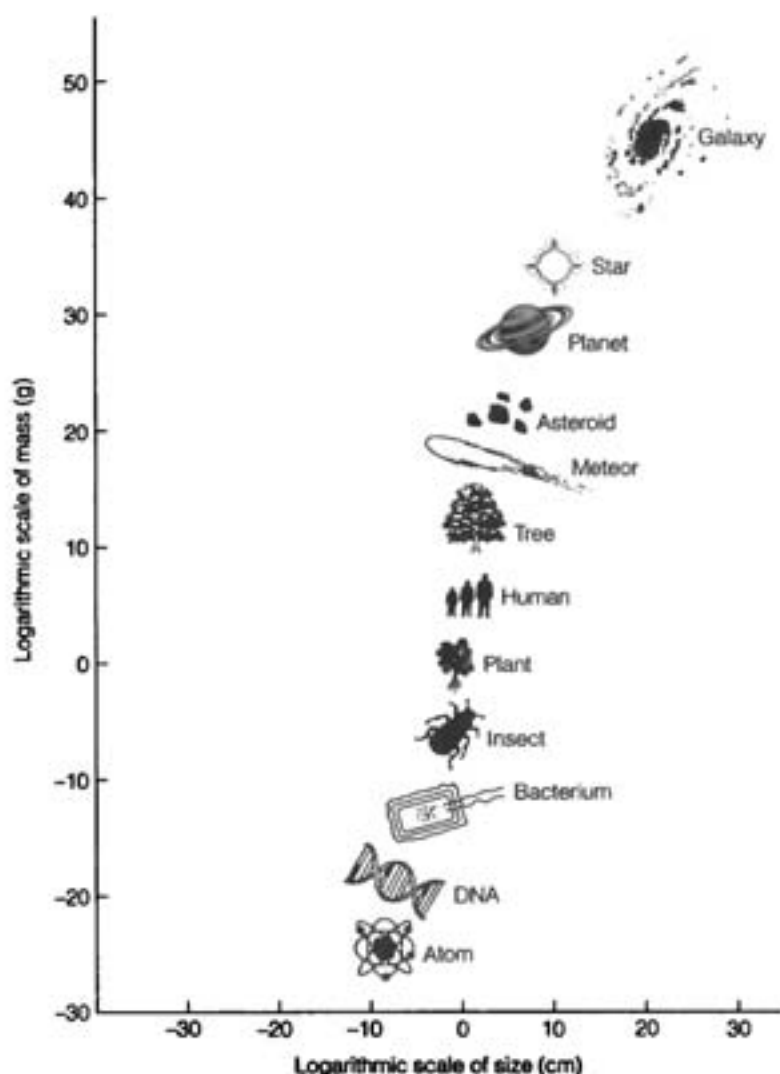 50
Galaxy
40
Star
30
Planet
Asteroid
20
Meteor
Tree
10
Human
0
Plant
Insect
−10
Bacterium
DNA
−20
Atom
−30
−30 −20 −10 0 10 20 30
Logarithmic scale of size (cm)
Logarithmic scale of mass (g)